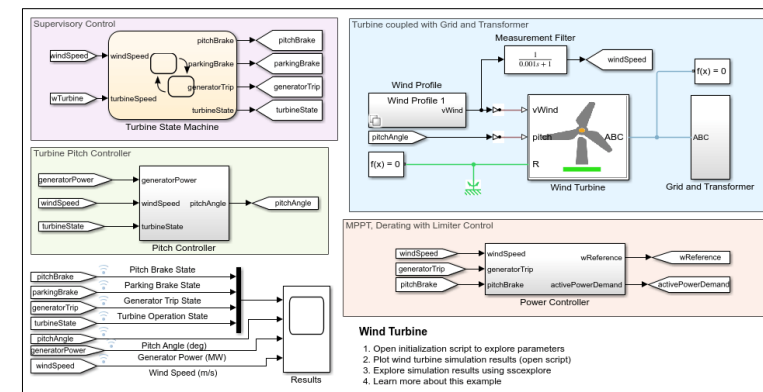 Supervisory Control
windSpeed
wTurbine
windSpeed
turbineSpeed
pitchBrake
parkingBrake
generatorTrip
turbineState
pitchBrake
parkingBrake
generatorTrip
turbineState
Turbine State Machine
Turbine Pitch Controller
generatorPower
windSpeed
turbineState
generatorPower
windSpeed
turbineState
pitchAngle
pitchAngle
Pitch Controller
pitchBrake
parkingBrake
generatorTrip
turbineState
pitchAngle
generatorPower
windSpeed
Pitch Brake State
Parking Brake State
Generator Trip State
Turbine Operation State
Pitch Angle (deg)
Generator Power (MW)
Wind Speed (m/s)
Results
Turbine coupled with Grid and Transformer
Measurement Filter
1
0.001s + 1
windSpeed
f(x) = 0
Wind Profile
Wind Profile 1
vWind
pitchAngle
f(x) = 0
vWind
pitch
R
ABC
Wind Turbine
ABC
Grid and Transformer
MPPT, Derating with Limiter Control
windSpeed
generatorTrip
pitchBrake
windSpeed
generatorTrip
pitchBrake
wReference
activePowerDemand
wReference
activePowerDemand
Power Controller
Wind Turbine
1. Open initialization script to explore parameters
2. Plot wind turbine simulation results (open script)
3. Explore simulation results using sscexplore
4. Learn more about this example